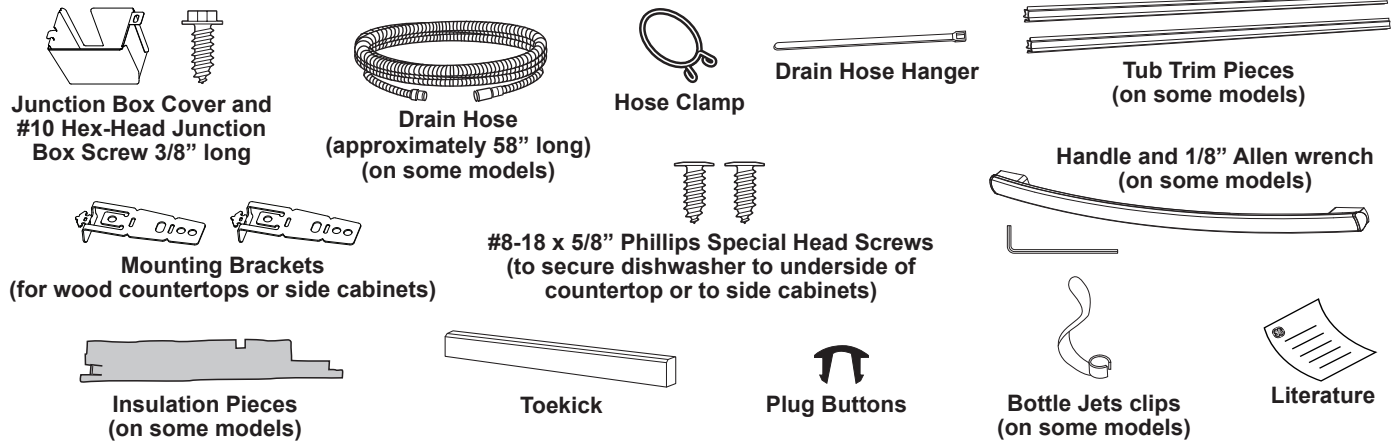 Junction Box Cover and
#10 Hex-Head Junction
Box Screw 3/8” long
Drain Hose
(approximately 58” long)
(on some models)
Hose Clamp
Drain Hose Hanger
Tub Trim Pieces
(on some models)
Mounting Brackets
(for wood countertops or side cabinets)
#8-18 x 5/8” Phillips Special Head Screws
(to secure dishwasher to underside of
countertop or to side cabinets)
Handle and 1/8” Allen wrench
(on some models)
Insulation Pieces
(on some models)
Toekick
Plug Buttons
Bottle Jets clips
(on some models)
Literature